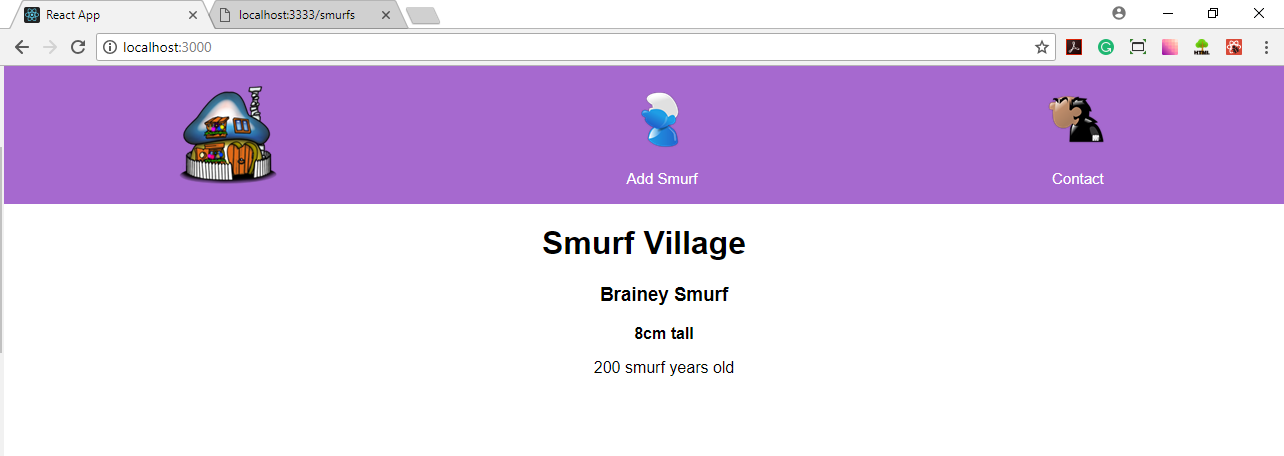 React App
localhost:3333/smurfs
localhost:3000
Add Smurf
Contact
Smurf Village
Brainey Smurf
8cm tall
200 smurf years old